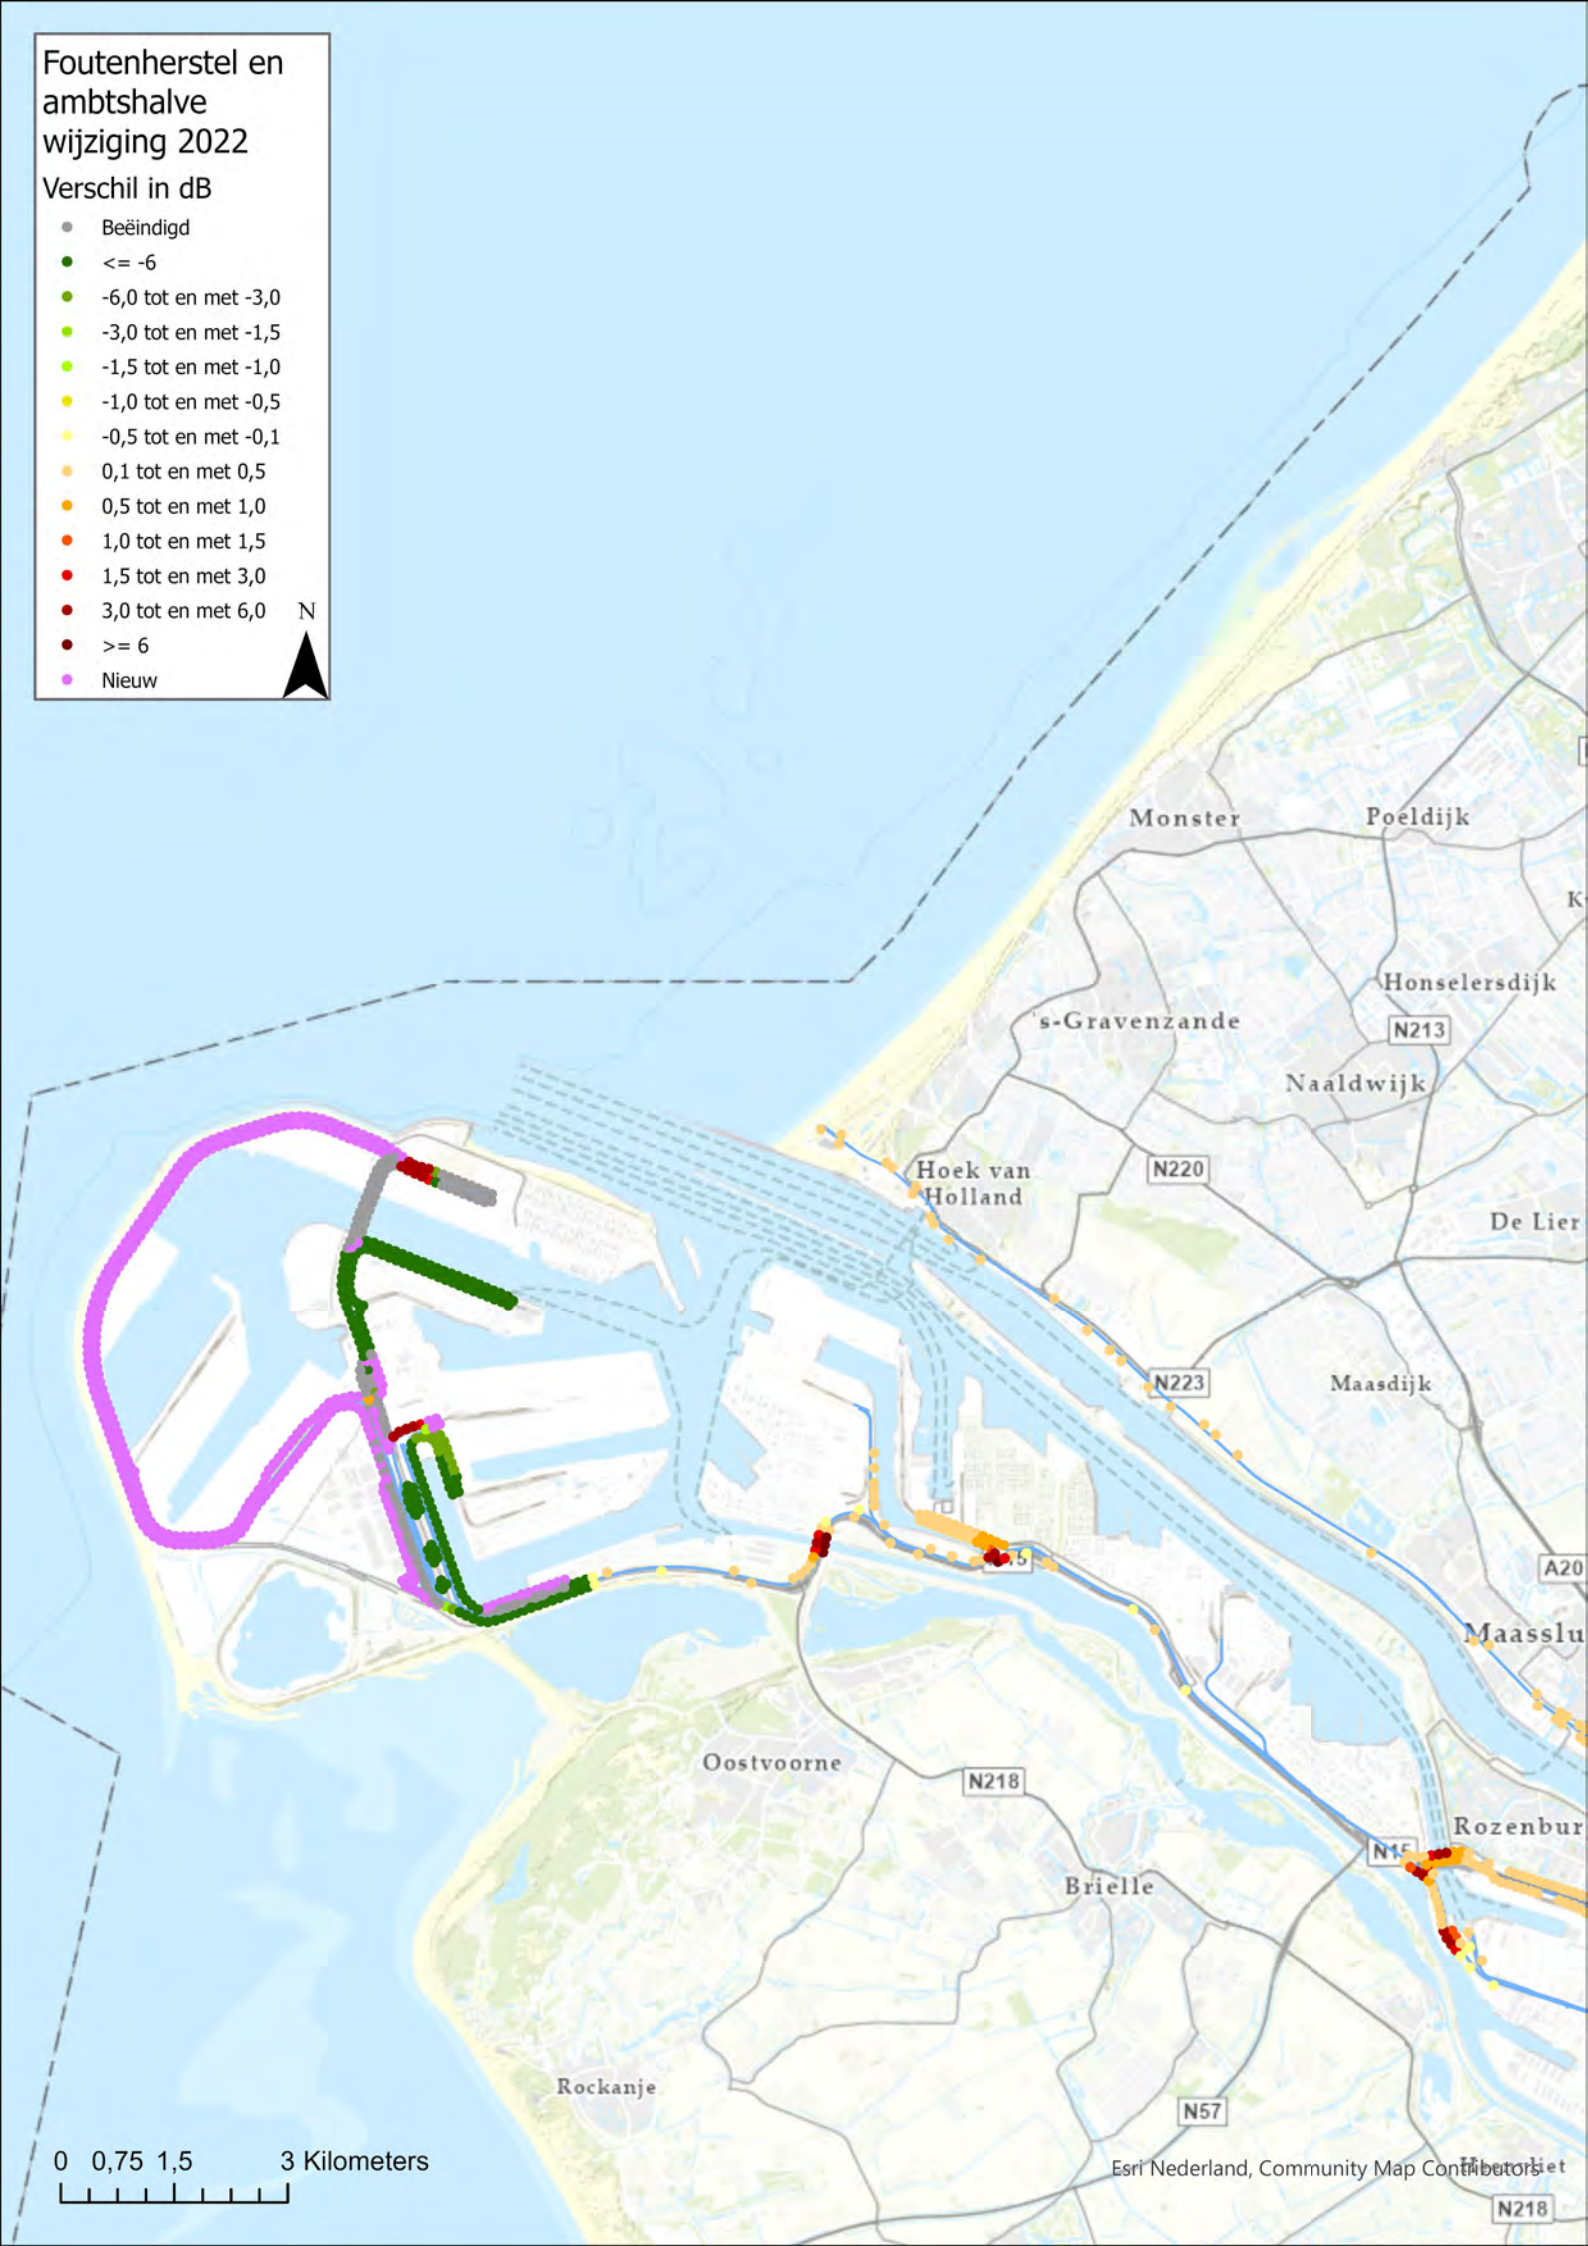 Foutenherstel en
ambtshalve
wijziging 2022
Verschil in dB
Beëindigd
<= -6
-6,0 tot en met -3,0
-3,0 tot en met -1,5
-1,5 tot en met -1,0
-1,0 tot en met -0,5
-0,5 tot en met -0,1
0,1 tot en met 0,5
0,5 tot en met 1,0
1,0 tot en met 1,5
1,5 tot en met 3,0
3,0 tot en met 6,0
N
>= 6
Nieuw
Monster
Poeldijk
K
Honselersdijk
's-Gravenzande
N213
Naaldwijk
Hoek van
Holland
N220
De Lier
N223
Maasdijk
A20
Maasslu
Oostvoorne
N218
Rozenbur
N15
Brielle
Rockanje
N57
0 0,75 1,5 3 Kilometers
Esri Nederland, Community Map Contributors
N218